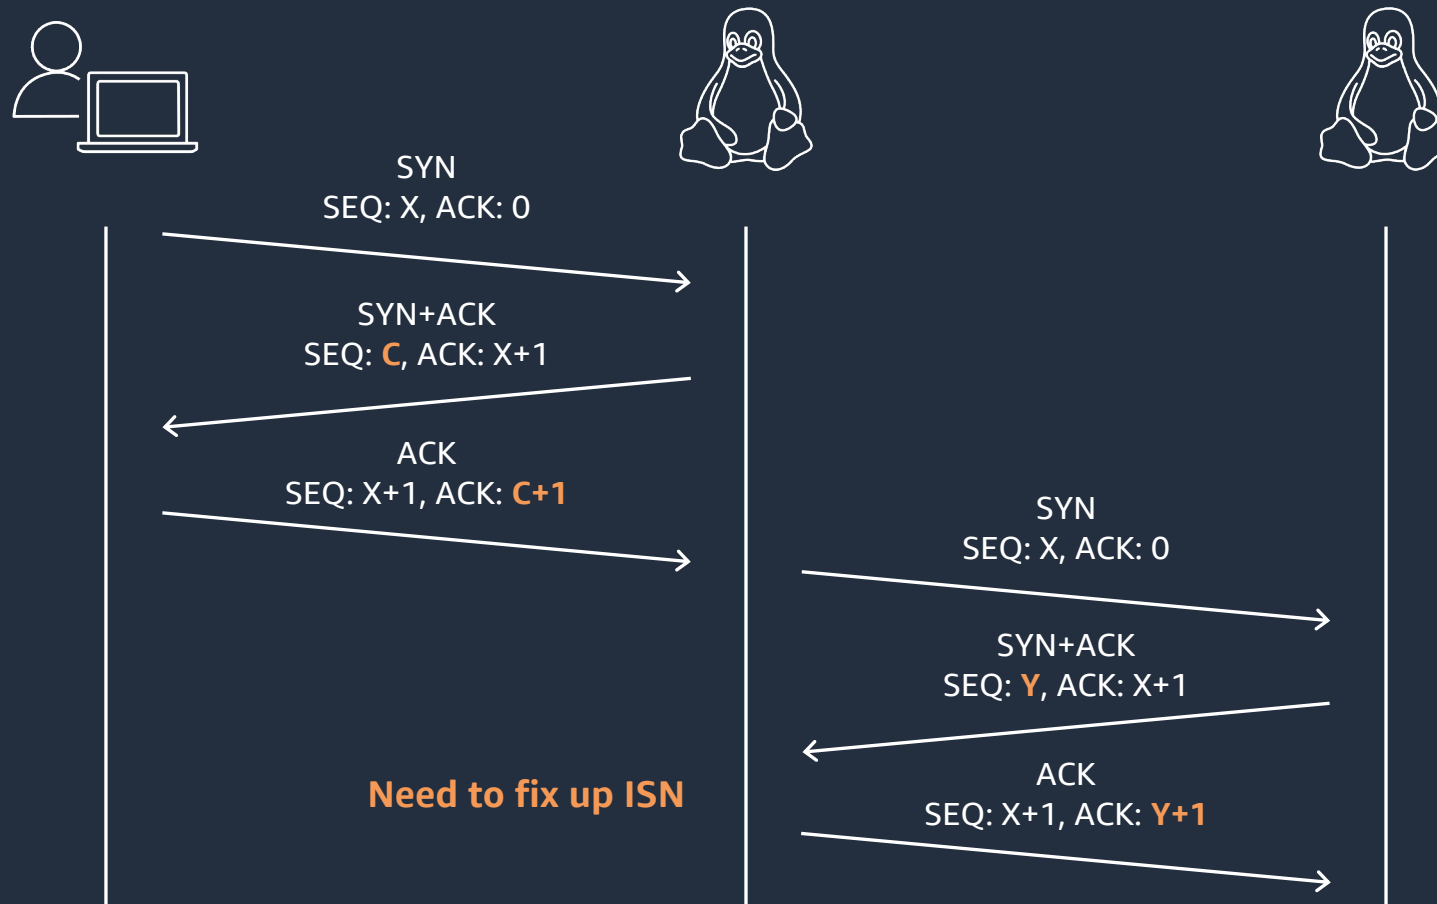 SYN
SEQ: X, ACK: 0
SYN+ACK
SEQ: C, ACK: X+1
ACK
SEQ: X+1, ACK: C+1
SYN
SEQ: X, ACK: 0
SYN+ACK
SEQ: Y, ACK: X+1
Need to fix up ISN
ACK
SEQ: X+1, ACK: Y+1